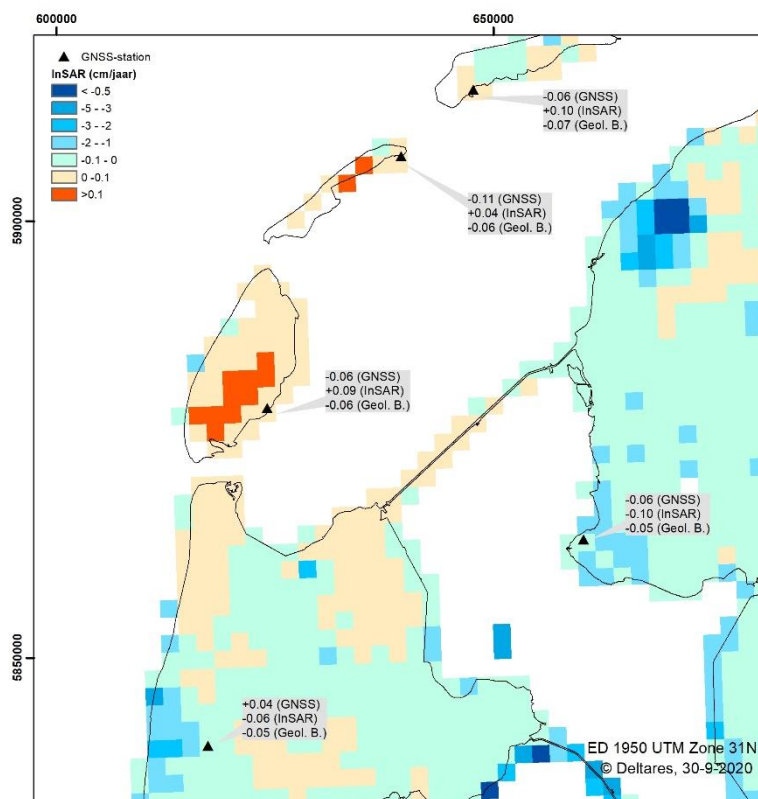 600000
650000
GNSS-station
InSAR (cm/jaar)
< -0.5
-5 - -3
-3 - -2
-2 - -1
-0.1 - 0
0 -0.1
>0.1
-0.06 (GNSS)
+0.10 (InSAR)
-0.07 (Geol. B.)
-0.11 (GNSS)
+0.04 (InSAR)
-0.06 (Geol. B.)
5900000
-0.06 (GNSS)
+0.09 (InSAR)
-0.06 (Geol. B.)
-0.06 (GNSS)
-0.10 (InSAR)
-0.05 (Geol. B.)
5850000
+0.04 (GNSS)
-0.06 (InSAR)
-0.05 (Geol. B.)
ED 1950 UTM Zone 31N
© Deltares, 30-9-2020